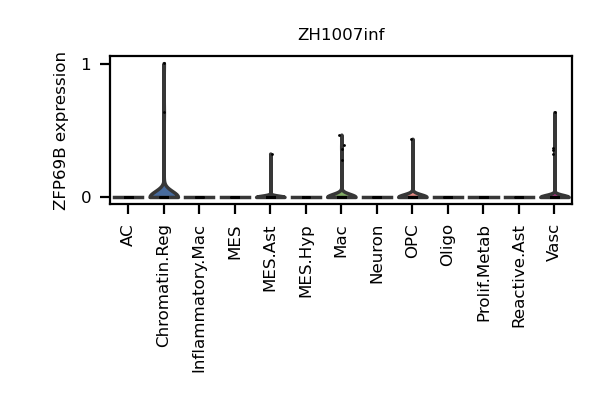 ZH1007inf
ZFP69B expression
1
0
AC
Chromatin.Reg
Inflammatory.Mac
MES
MES.Ast
MES.Hyp
Mac
Neuron
OPC
Oligo
Prolif.Metab
Reactive.Ast
Vasc